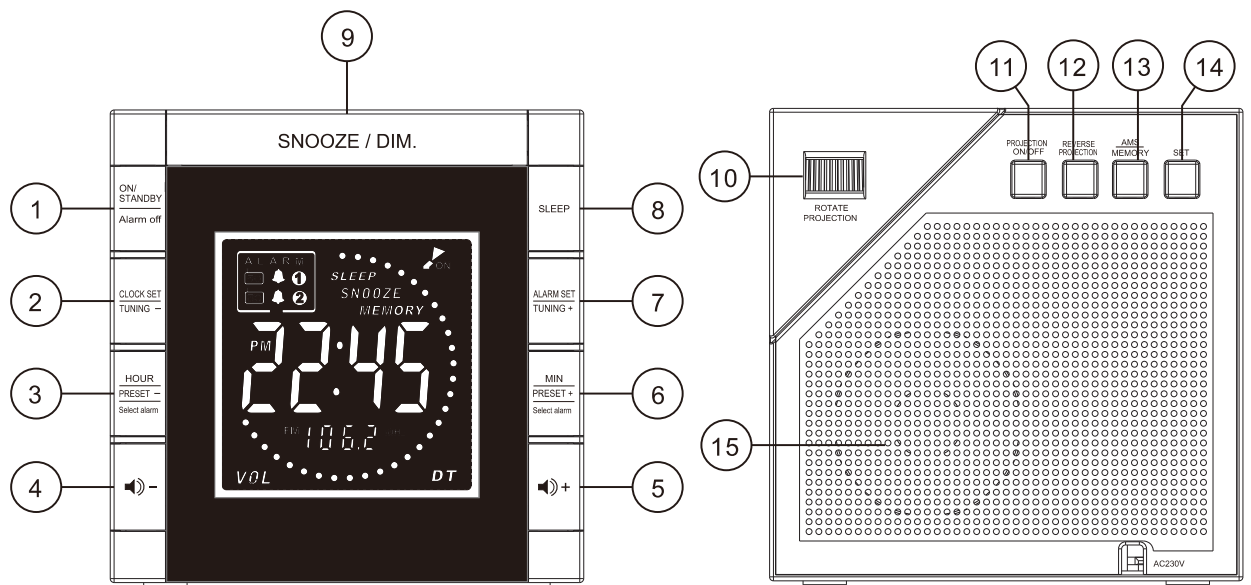 9
SNOOZE / DIM.
1
ON/
STANDBY
Alarm off
2
CLOCK SET
TUNING −
3
HOUR
PRESET −
Select alarm
4
−
ALARM
1
2
ON
SLEEP
SNOOZE
MEMORY
PM
22:45
FM 106.2
VOL
DT
SLEEP
8
ALARM SET
TUNING +
7
MIN
PRESET +
Select alarm
6
+
5
11
12
13
14
PROJECTION
ON/OFF
REVERSE
PROJECTION
AMS
MEMORY
SET
10
ROTATE
PROJECTION
15
AC230V